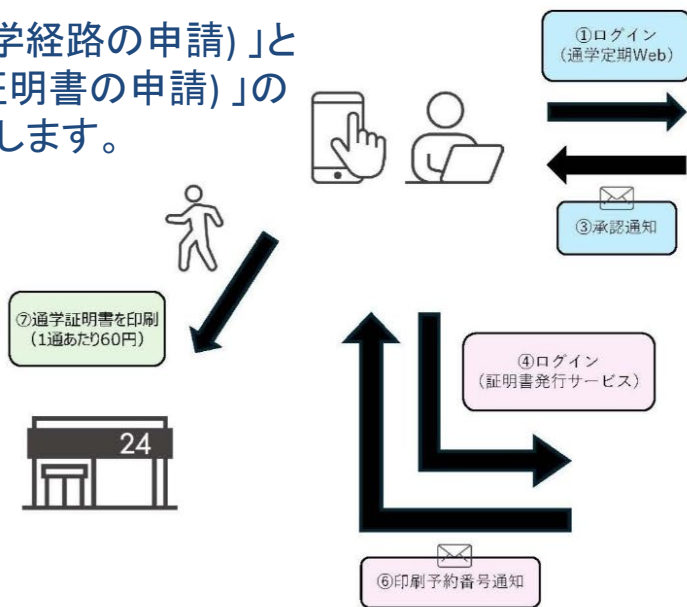 学経路の申請)」と
証明書の申請)」の
します。
①ログイン
(通学定期Web)
③承認通知
⑦通学証明書を印刷
(1通あたり60円)
④ログイン
(証明書発行サービス)
24
⑥印刷予約番号通知